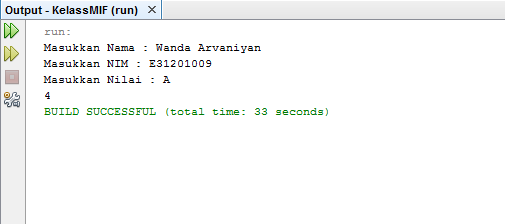 Output - KelassMIF (run) ×
run:
Masukkan Nama : Wanda Arvaniyan
Masukkan NIM : E31201009
Masukkan Nilai : A
4
BUILD SUCCESSFUL (total time: 33 seconds)